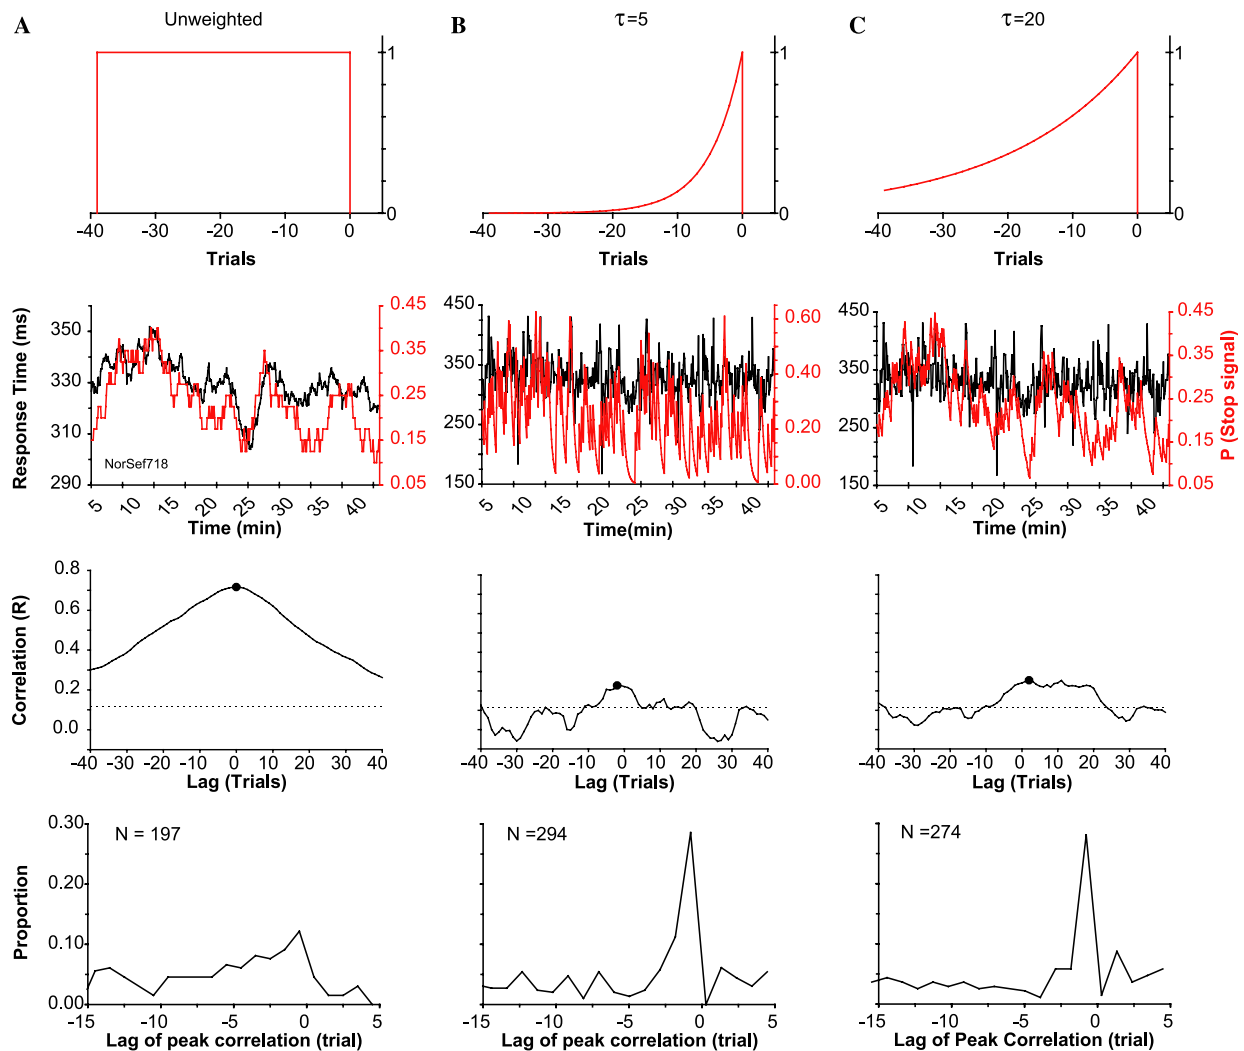 A Unweighted B τ=5 C τ=20
1 1 1
0 0 0
−40 −30 −20 −10 0 −40 −30 −20 −10 0 −40 −30 −20 −10 0
Trials Trials Trials
Response Time (ms)
350 330 310 290
0.45 0.35 0.25 0.15 0.05
NorSef718
5 10 15 20 25 30 35 40
Time (min)
450 350 250 150
0.60 0.40 0.20 0.00
5 10 15 20 25 30 35 40
Time(min)
450 350 250 150
0.45 0.35 0.25 0.15 0.05
P (Stop signal)
5 10 15 20 25 30 35 40
Time (min)
Correlation (R)
0.8 0.6 0.4 0.2 0.0
−40 −30 −20 −10 0 10 20 30 40
Lag (Trials)
−40 −30 −20 −10 0 10 20 30 40
Lag (Trials)
−40 −30 −20 −10 0 10 20 30 40
Lag (Trials)
Proportion
0.30 0.20 0.10 0.00
N = 197
−15 −10 −5 0 5
Lag of peak correlation (trial)
N =294
−15 −10 −5 0 5
Lag of peak correlation (trial)
N =274
−15 −10 −5 0 5
Lag of Peak Correlation (trial)